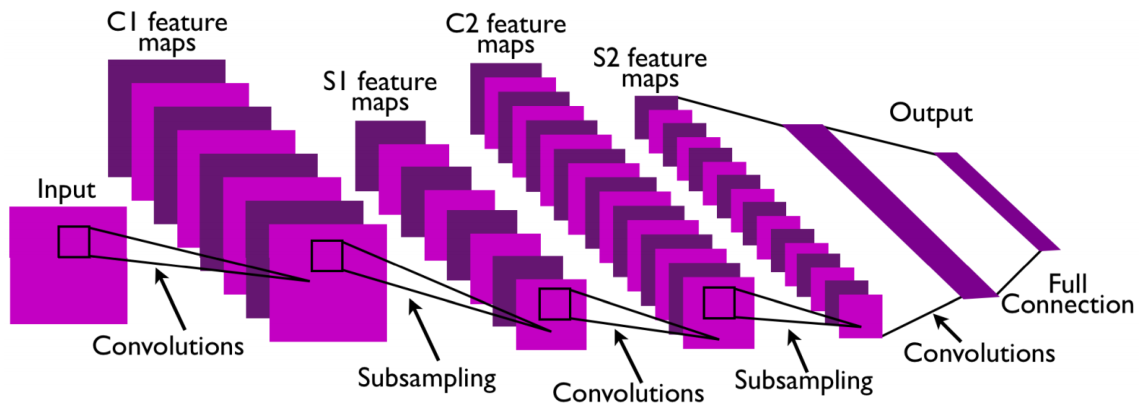 C1 feature
maps
S1 feature
maps
C2 feature
maps
S2 feature
maps
Output
Input
Convolutions
Subsampling
Convolutions
Subsampling
Convolutions
Full
Connection